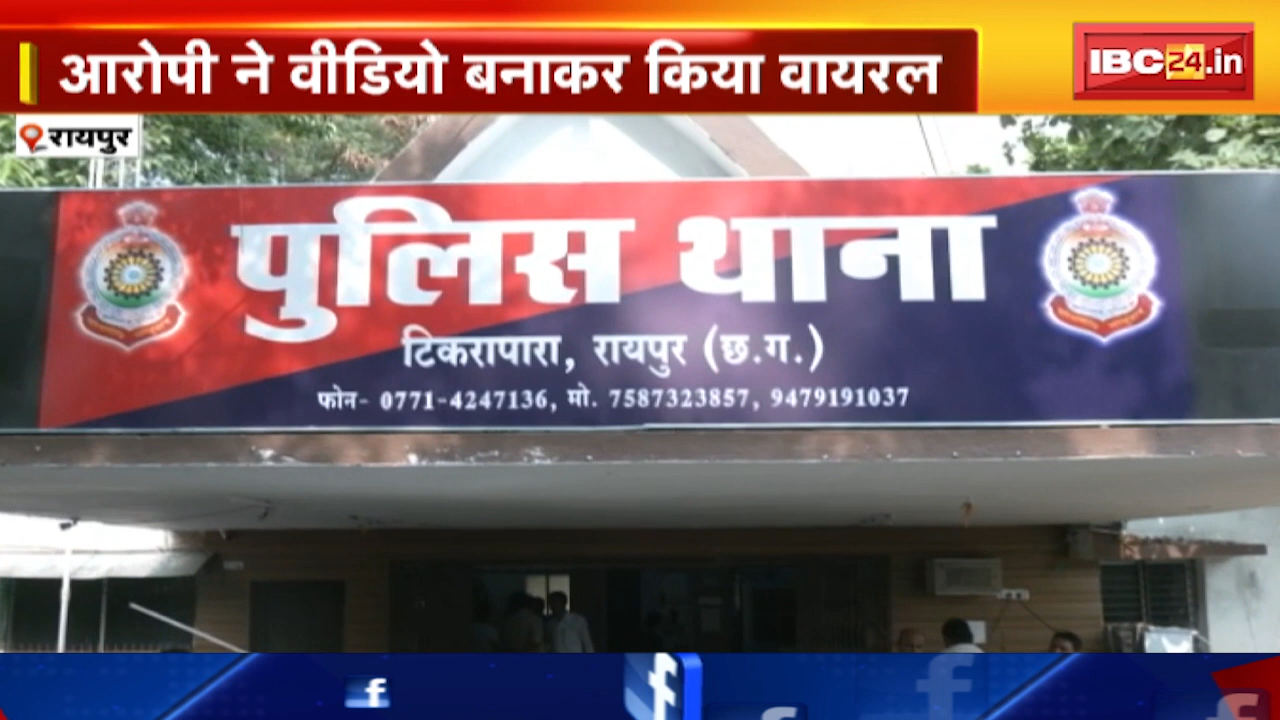 आरोपी ने वीडियो बनाकर किया वायरल
IBC24.in
रायपुर
पुलिस थाना
टिकरापारा, रायपुर (छ.ग.)
फोन- 0771-4247136, मो. 7587323857, 9479191037